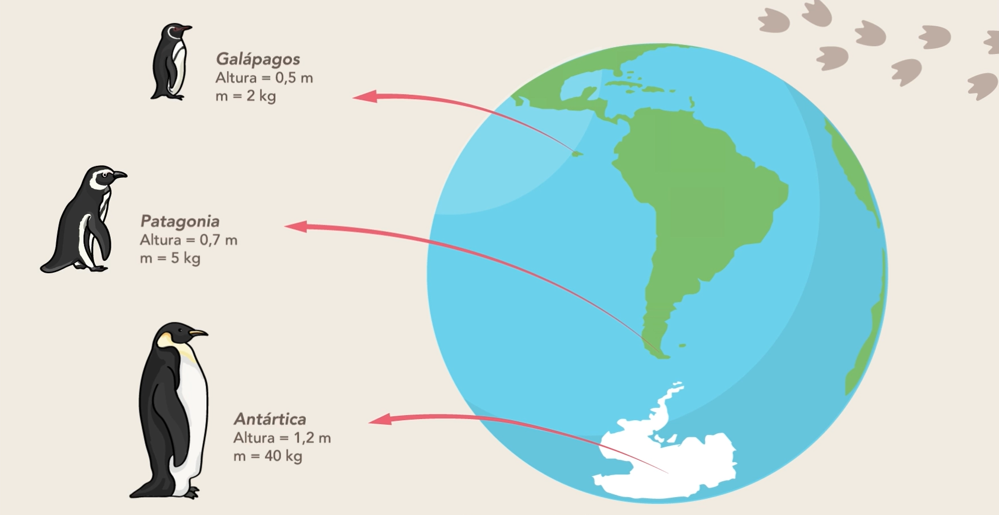 Galápagos
Altura = 0,5 m
m = 2 kg
Patagonia
Altura = 0,7 m
m = 5 kg
Antártica
Altura = 1,2 m
m = 40 kg